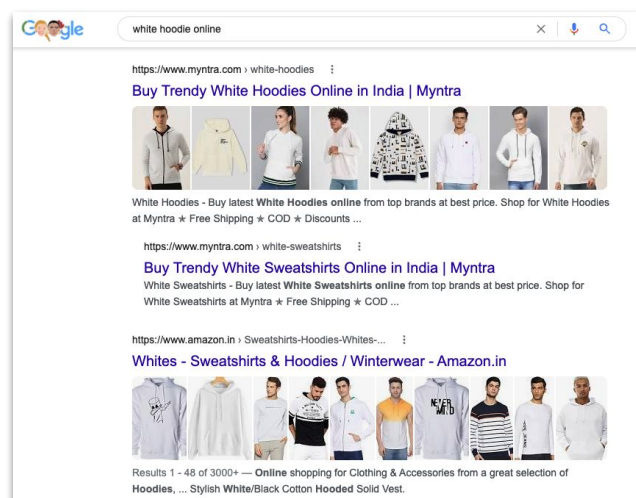 Google
white hoodie online
https://www.myntra.com › white-hoodies
Buy Trendy White Hoodies Online in India | Myntra
White Hoodies - Buy latest White Hoodies online from top brands at best price. Shop for White Hoodies
at Myntra ★ Free Shipping ★ COD ★ Discounts ...
https://www.myntra.com › white-sweatshirts
Buy Trendy White Sweatshirts Online in India | Myntra
White Sweatshirts - Buy latest White Sweatshirts online from top brands at best price. Shop for
White Sweatshirts at Myntra ★ Free Shipping ★ COD ...
https://www.amazon.in › Sweatshirts-Hoodies-Whites-...
Whites - Sweatshirts & Hoodies / Winterwear - Amazon.in
NEVER
MIND
Results 1 - 48 of 3000+ — Online shopping for Clothing & Accessories from a great selection of
Hoodies, ... Stylish White/Black Cotton Hooded Solid Vest.